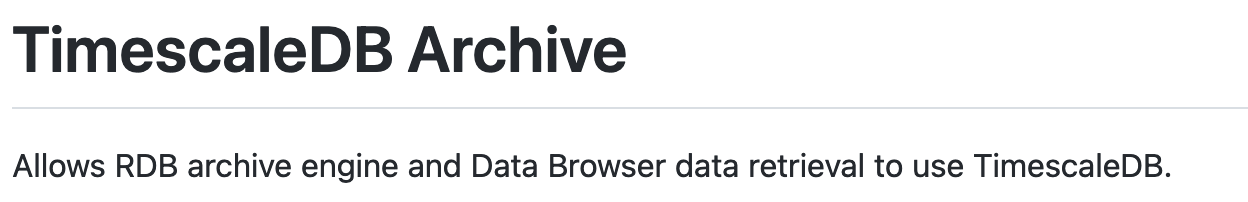 TimescaleDB Archive
Allows RDB archive engine and Data Browser data retrieval to use TimescaleDB.